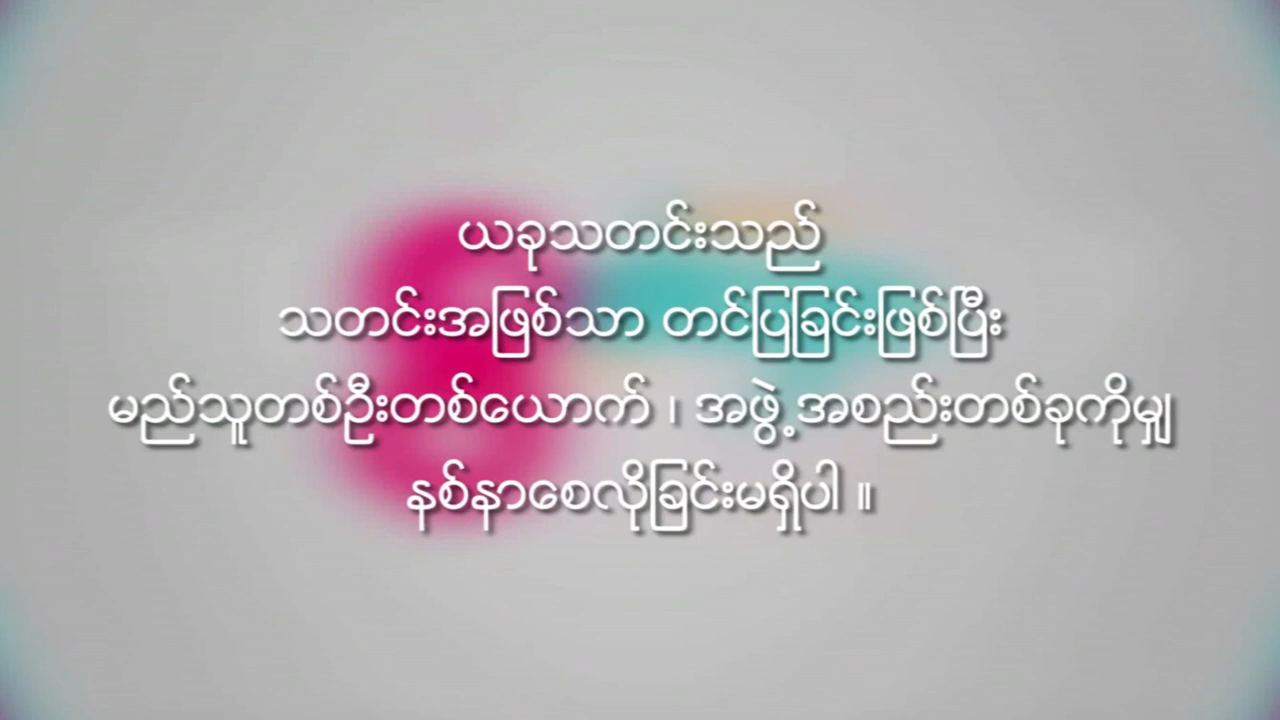 ယခုသတင်းသည်
သတင်းအဖြစ်သာ တင်ပြခြင်းဖြစ်ပြီး
မည်သူတစ်ဦးတစ်ယောက် ၊ အဖွဲ့အစည်းတစ်ခုကိုမျှ
နစ်နာစေလိုခြင်းမရှိပါ ။